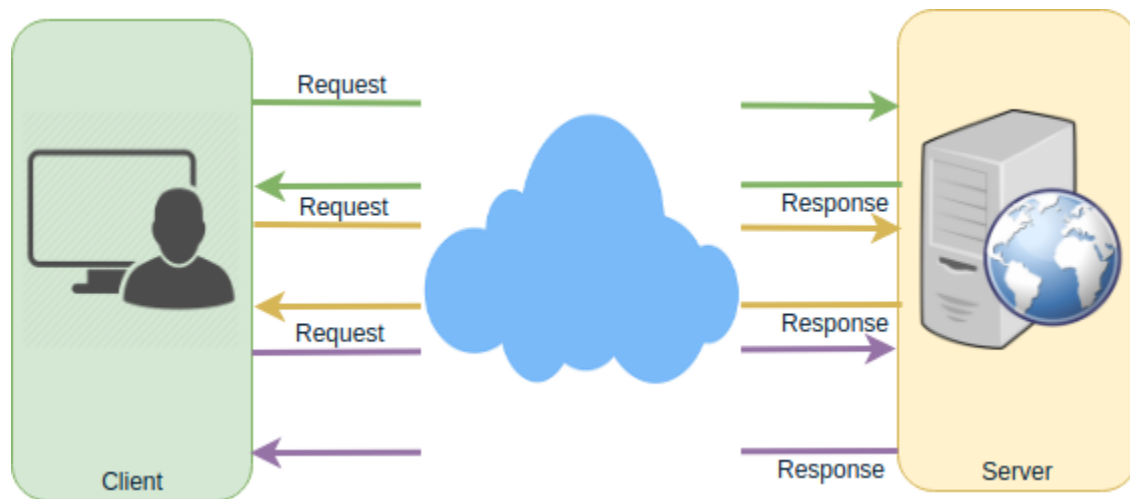 Request
Request
Response
Request
Response
Response
Client
Server